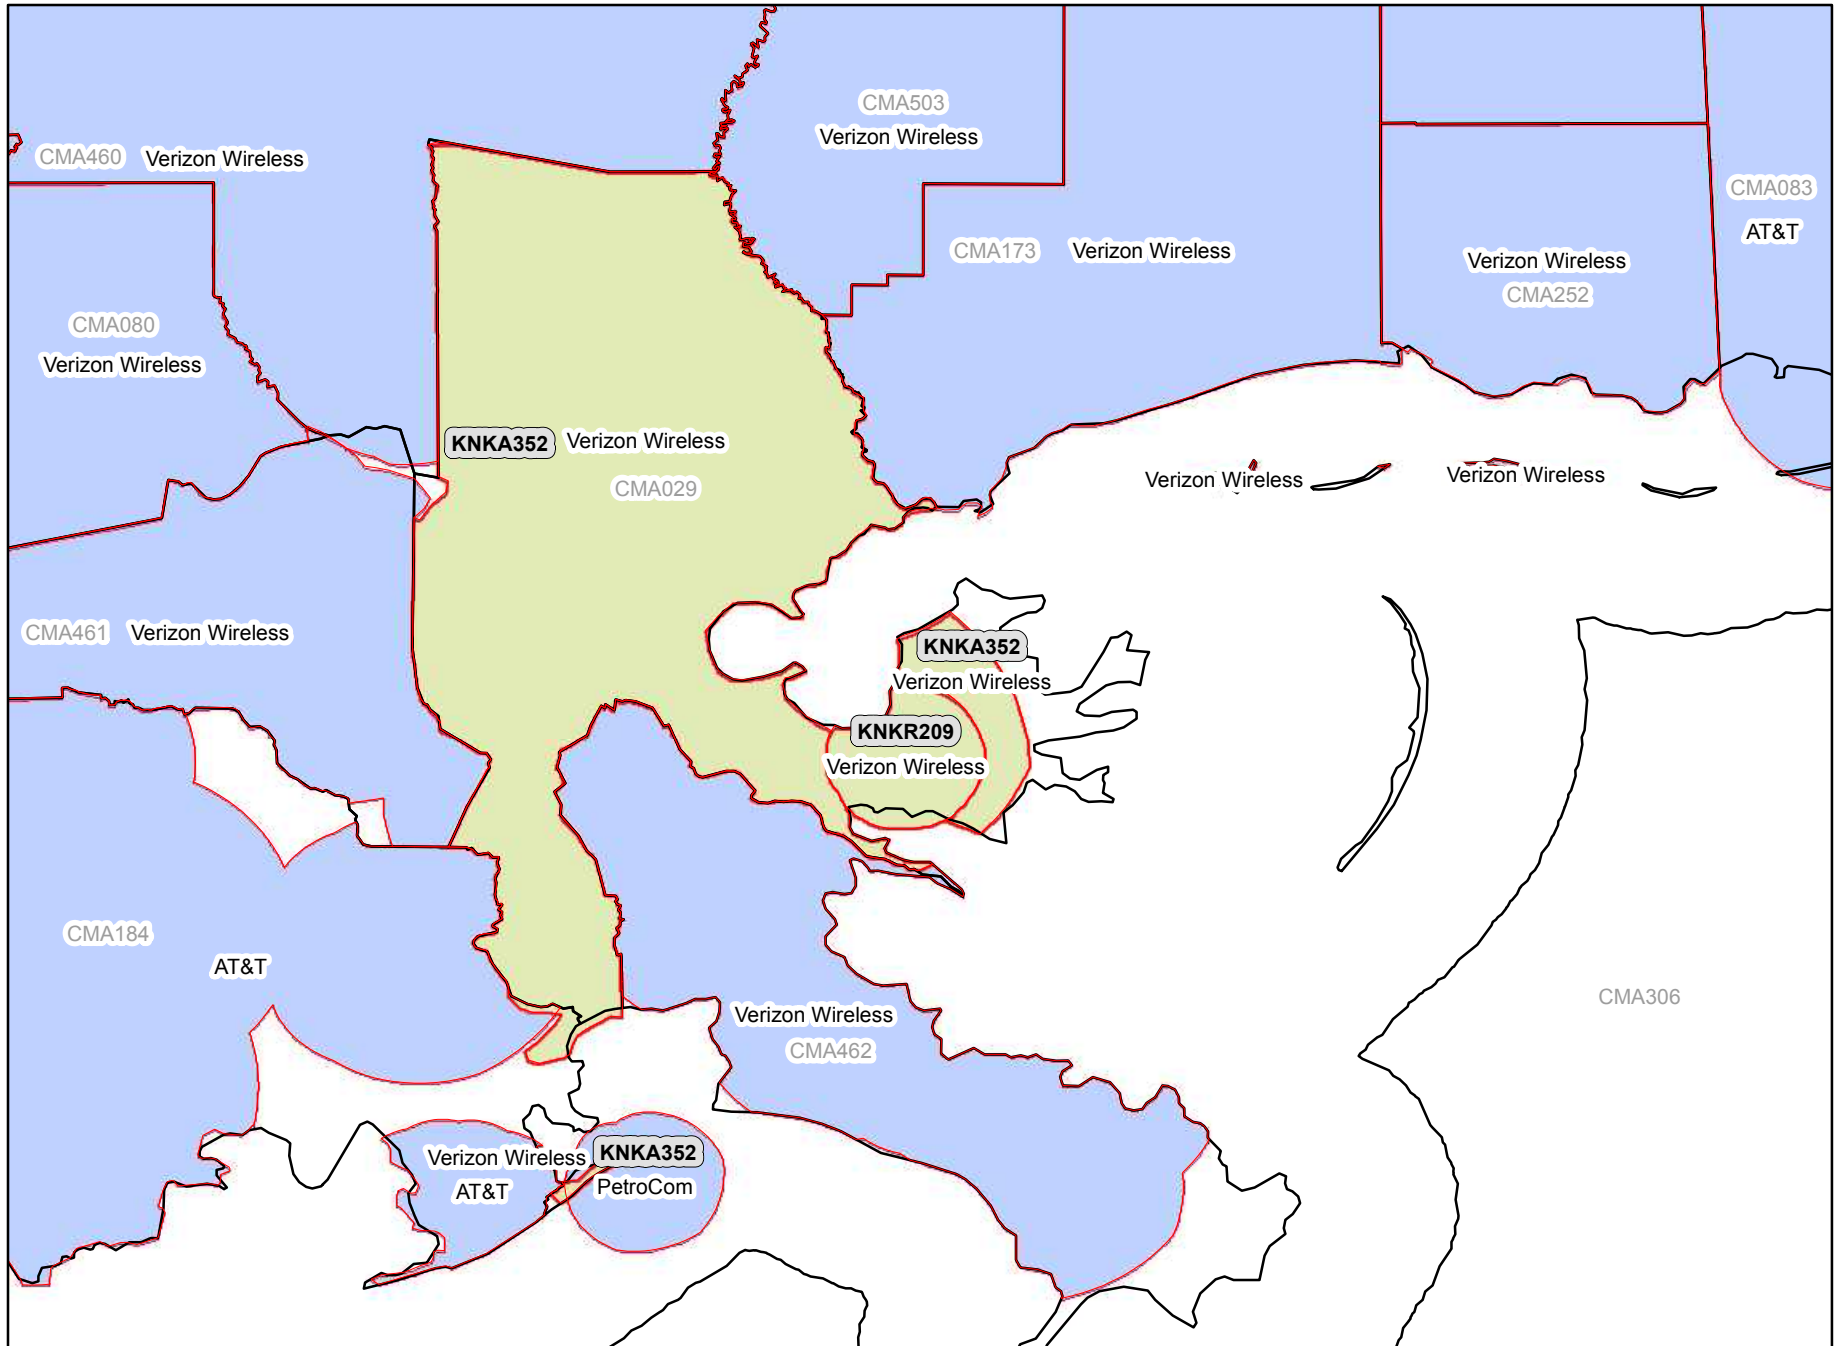 CMA503
Verizon Wireless
CMA460 Verizon Wireless
CMA083
AT&T
CMA173 Verizon Wireless
Verizon Wireless
CMA252
CMA080
Verizon Wireless
KNKA352 Verizon Wireless
CMA029
Verizon Wireless
Verizon Wireless
CMA461 Verizon Wireless
KNKA352
Verizon Wireless
KNKR209
Verizon Wireless
CMA184
AT&T
CMA306
Verizon Wireless
CMA462
Verizon Wireless
AT&T
KNKA352
PetroCom